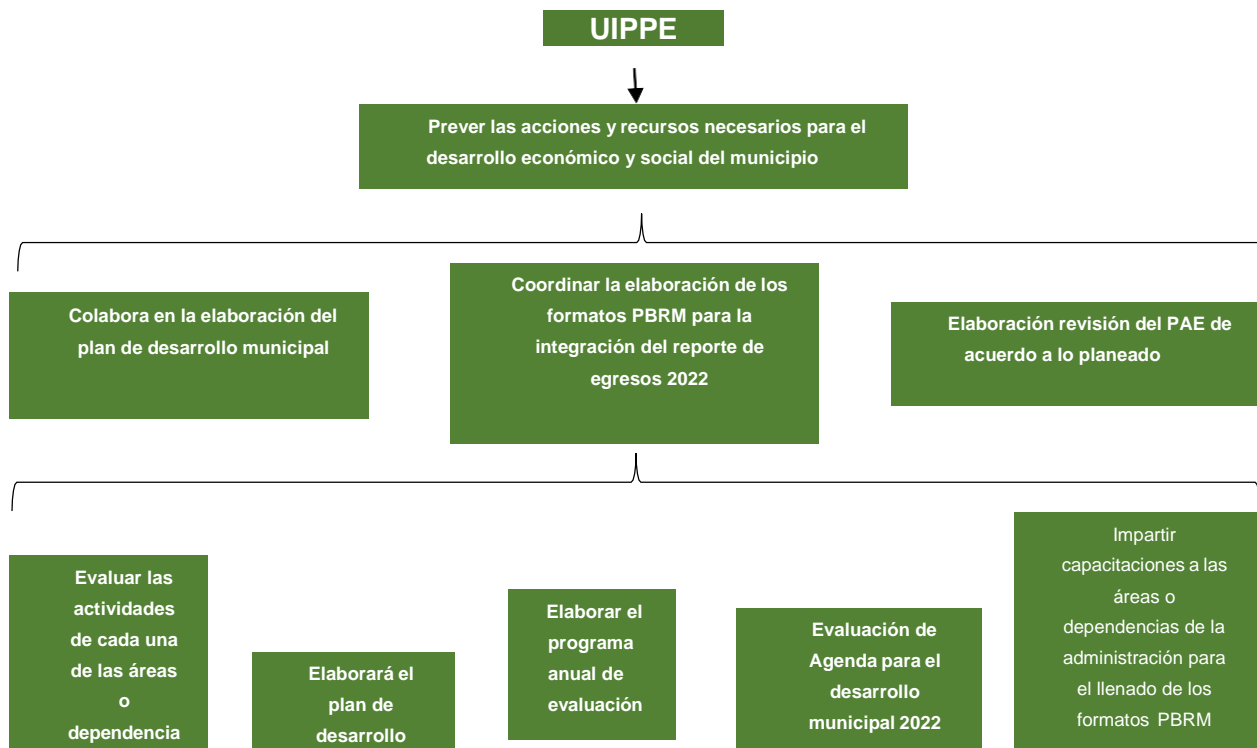 UIPPE
Prever las acciones y recursos necesarios para el
desarrollo económico y social del municipio
Colabora en la elaboración del
plan de desarrollo municipal
Coordinar la elaboración de los
formatos PBRM para la
integración del reporte de
egresos 2022
Elaboración revisión del PAE de
acuerdo a lo planeado
Evaluar las
actividades
de cada una
de las áreas
o
dependencia
Elaborará el
plan de
desarrollo
Elaborar el
programa
anual de
evaluación
Evaluación de
Agenda para el
desarrollo
municipal 2022
Impartir
capacitaciones a las
áreas o
dependencias de la
administración para
el llenado de los
formatos PBRM